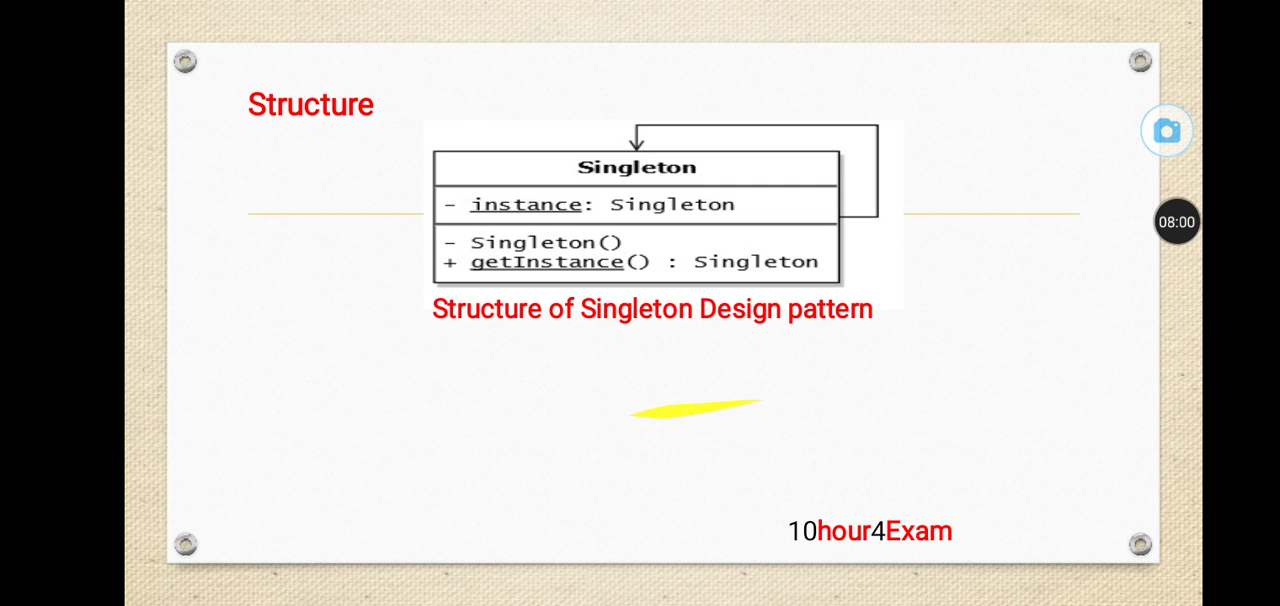 Structure
Singleton
- instance: Singleton
- Singleton()
+ getInstance() : Singleton
Structure of Singleton Design pattern
08:00
10hour4Exam